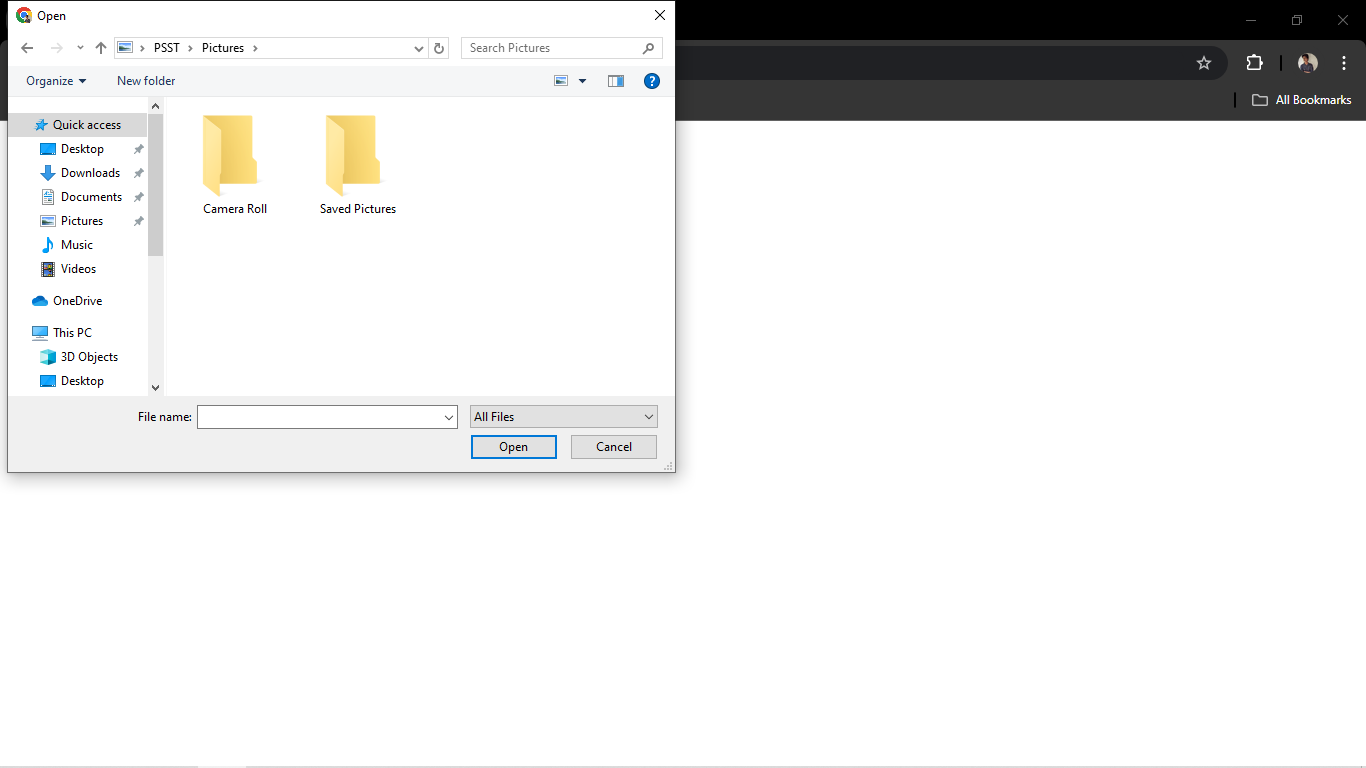 Open
PSST
Pictures
Search Pictures
Organize
New folder
?
All Bookmarks
Quick access
Desktop
Downloads
Documents
Pictures
Music
Videos
OneDrive
This PC
3D Objects
Desktop
Camera Roll
Saved Pictures
File name:
All Files
Open
Cancel